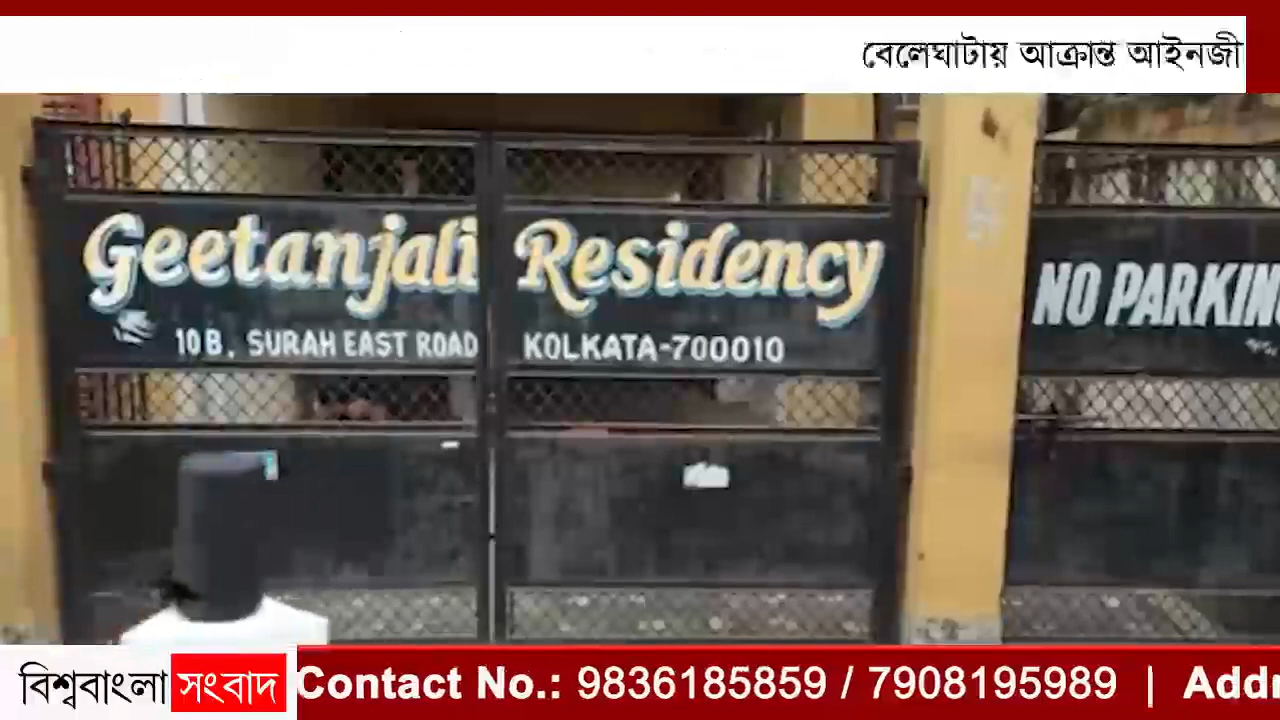 বেলেঘাটায় আক্রান্ত আইনজী
Geetanjali Residency
10B, SURAH EAST ROAD KOLKATA-700010
NO PARKIN
বিশ্ববাংলা সংবাদ
Contact No.: 9836185859 / 7908195989 | Addr